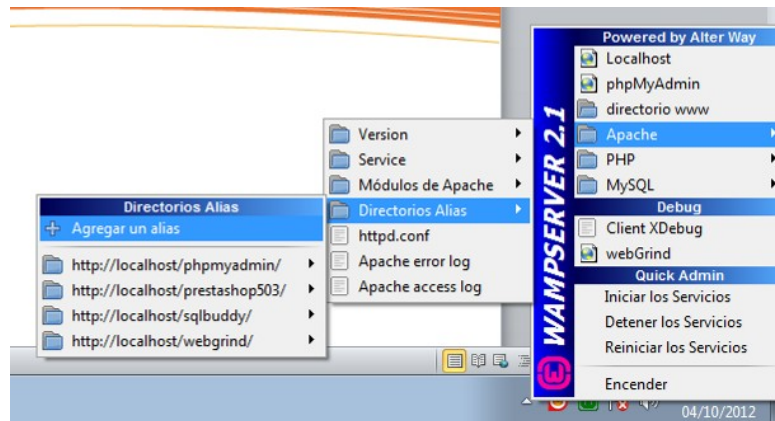 Directorios Alias
Agregar un alias
http://localhost/phpmyadmin/
http://localhost/prestashop503/
http://localhost/sqlbuddy/
http://localhost/webgrind/
Version
Service
Módulos de Apache
Directorios Alias
httpd.conf
Apache error log
Apache access log
WAMPSERVER 2.1
Powered by Alter Way
Localhost
phpMyAdmin
directorio www
Apache
PHP
MySQL
Debug
Client XDebug
webGrind
Quick Admin
Iniciar los Servicios
Detener los Servicios
Reiniciar los Servicios
Encender
04/10/2012